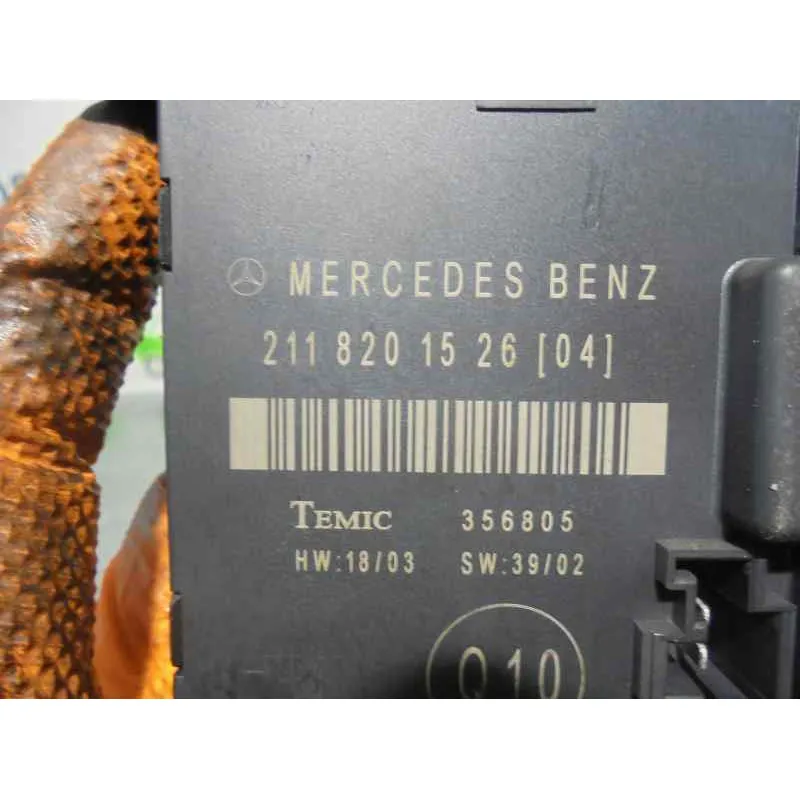 MERCEDES BENZ
211 820 15 26 [04]
TEMIC 356805
HW:18/03 SW:39/02
Q10